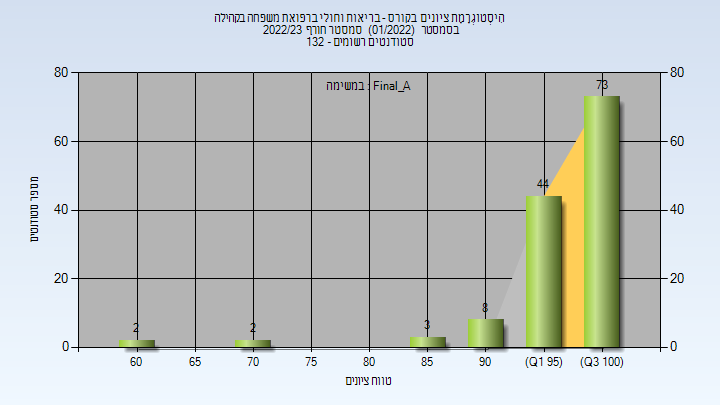 היסטוגרמת ציונים בקורס - בריאות וחולי ברפואת משפחה בקהילה
בסמסטר (01/2022) סמסטר חורף 2022/23
סטודנטים רשומים - 132
במשימה : Final_A
מספר סטודנטים
80
60
40
20
0
80
60
40
20
0
2
2
3
8
44
73
60
65
70
75
80
85
90
(Q1 95)
(Q3 100)
טווח ציונים